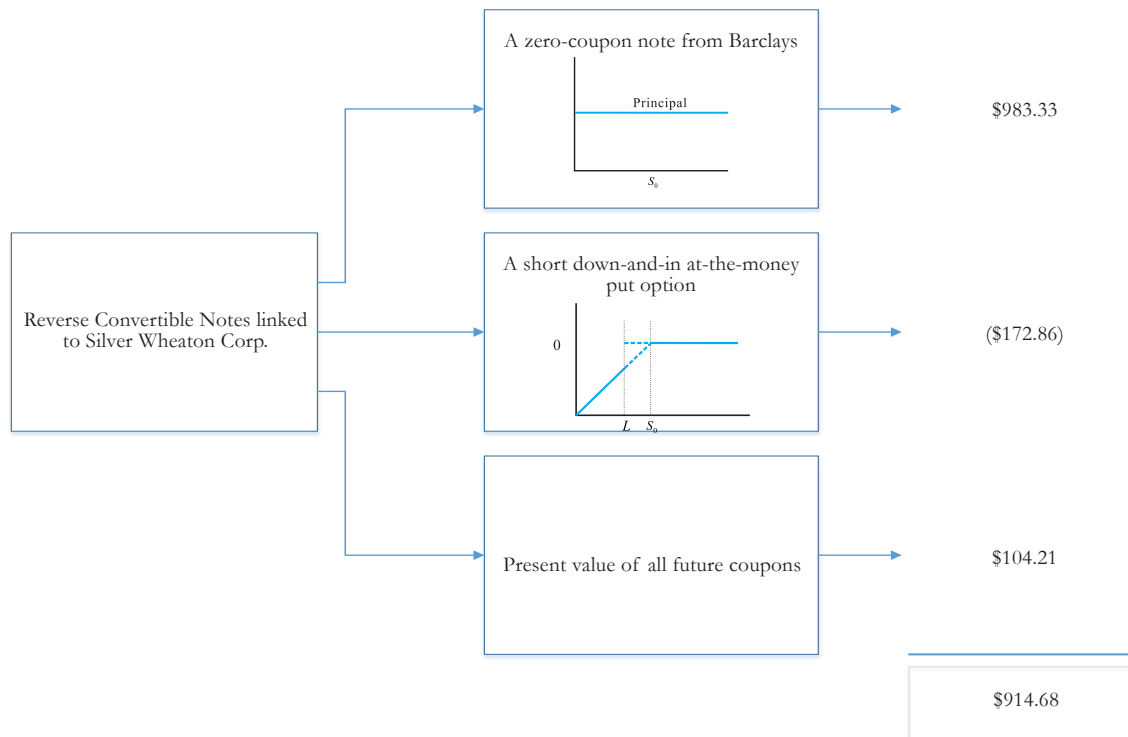 A zero-coupon note from Barclays
Principal
S₀
$983.33
Reverse Convertible Notes linked
to Silver Wheaton Corp.
A short down-and-in at-the-money
put option
0
L S₀
($172.86)
Present value of all future coupons
$104.21
$914.68